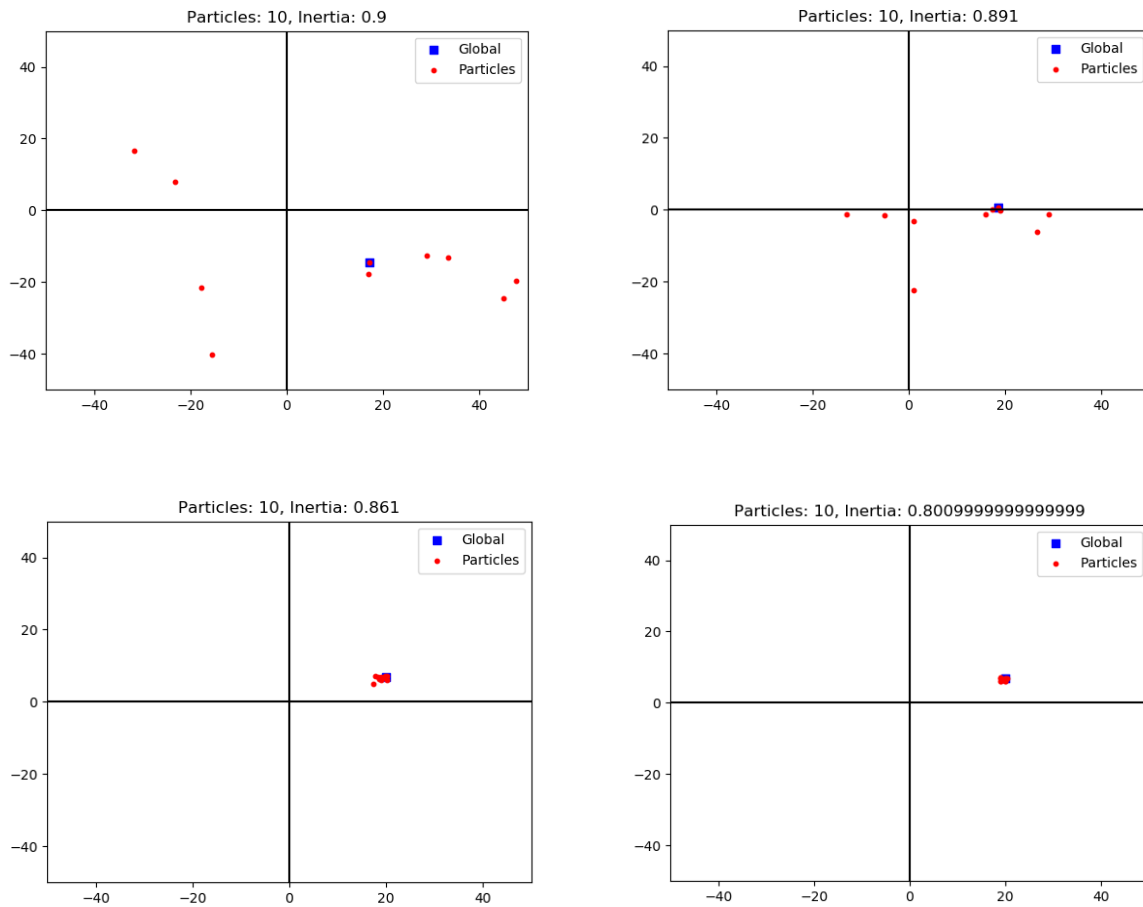 Particles: 10, Inertia: 0.9
Global
Particles
40
20
0
−20
−40
−40 −20 0 20 40
Particles: 10, Inertia: 0.891
Global
Particles
40
20
0
−20
−40
−40 −20 0 20 40
Particles: 10, Inertia: 0.861
Global
Particles
40
20
0
−20
−40
−40 −20 0 20 40
Particles: 10, Inertia: 0.8009999999999999
Global
Particles
40
20
0
−20
−40
−40 −20 0 20 40